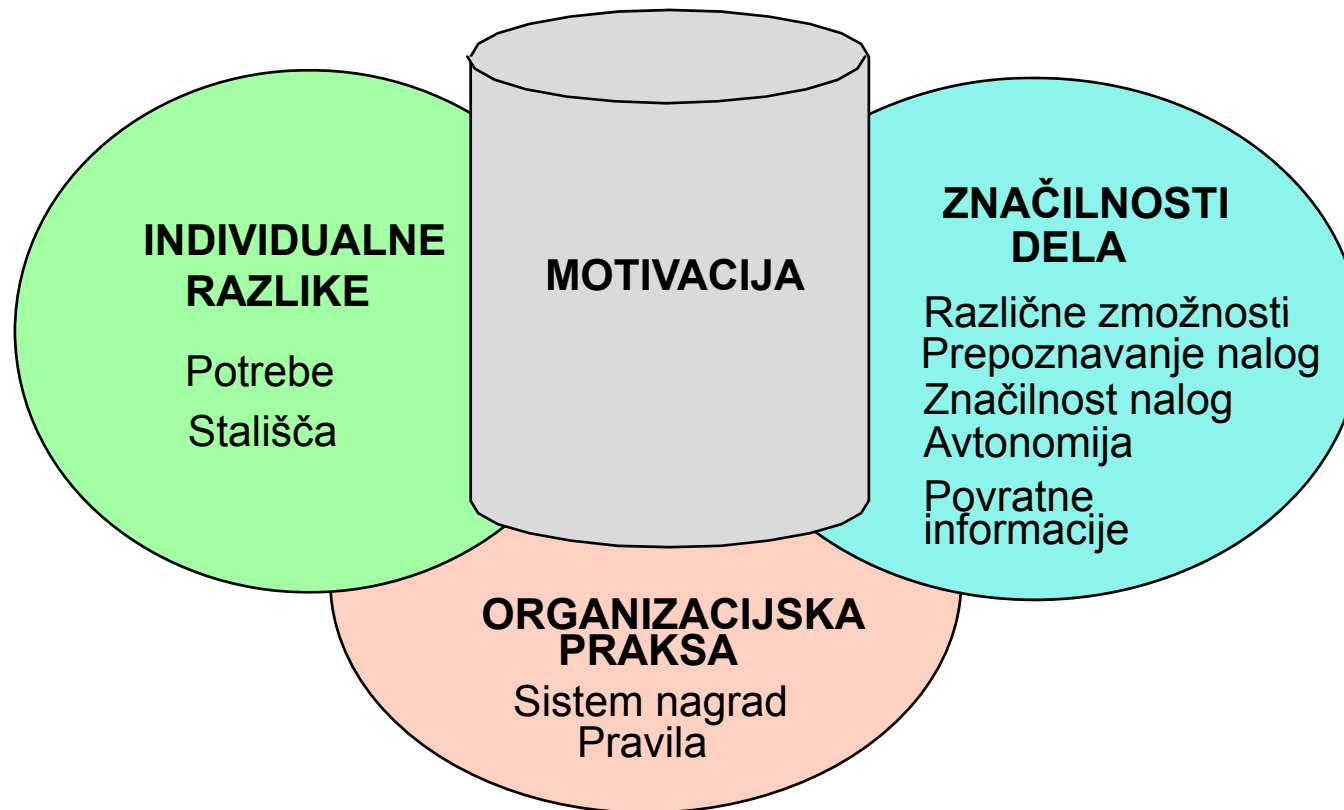 INDIVIDUALNE
RAZLIKE
Potrebe
Stališča
MOTIVACIJA
ZNAČILNOSTI
DELA
Različne zmožnosti
Prepoznavanje nalog
Značilnost nalog
Avtonomija
Povratne
informacije
ORGANIZACIJSKA
PRAKSA
Sistem nagrad
Pravila